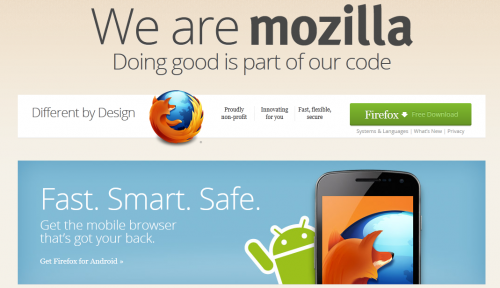 We are mozilla
Doing good is part of our code
Different by Design
Proudly
non-profit
Innovating
for you
Fast, flexible,
secure
Firefox Free Download
Systems & Languages | What's New | Privacy
Fast. Smart. Safe.
Get the mobile browser
that's got your back.
Get Firefox for Android »